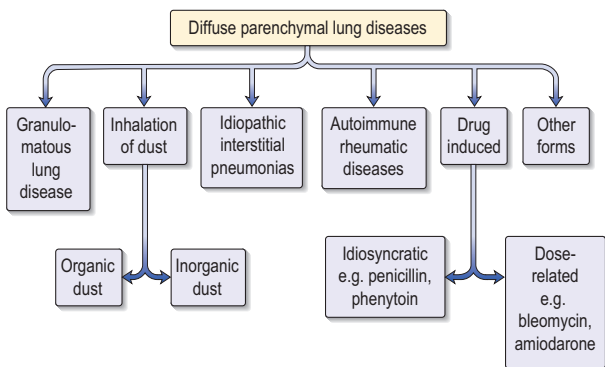 Diffuse parenchymal lung diseases
Granulo-
matous
lung
disease
Inhalation
of dust
Idiopathic
interstitial
pneumonias
Autoimmune
rheumatic
diseases
Drug
induced
Other
forms
Organic
dust
Inorganic
dust
Idiosyncratic
e.g. penicillin,
phenytoin
Dose-
related
e.g.
bleomycin,
amiodarone